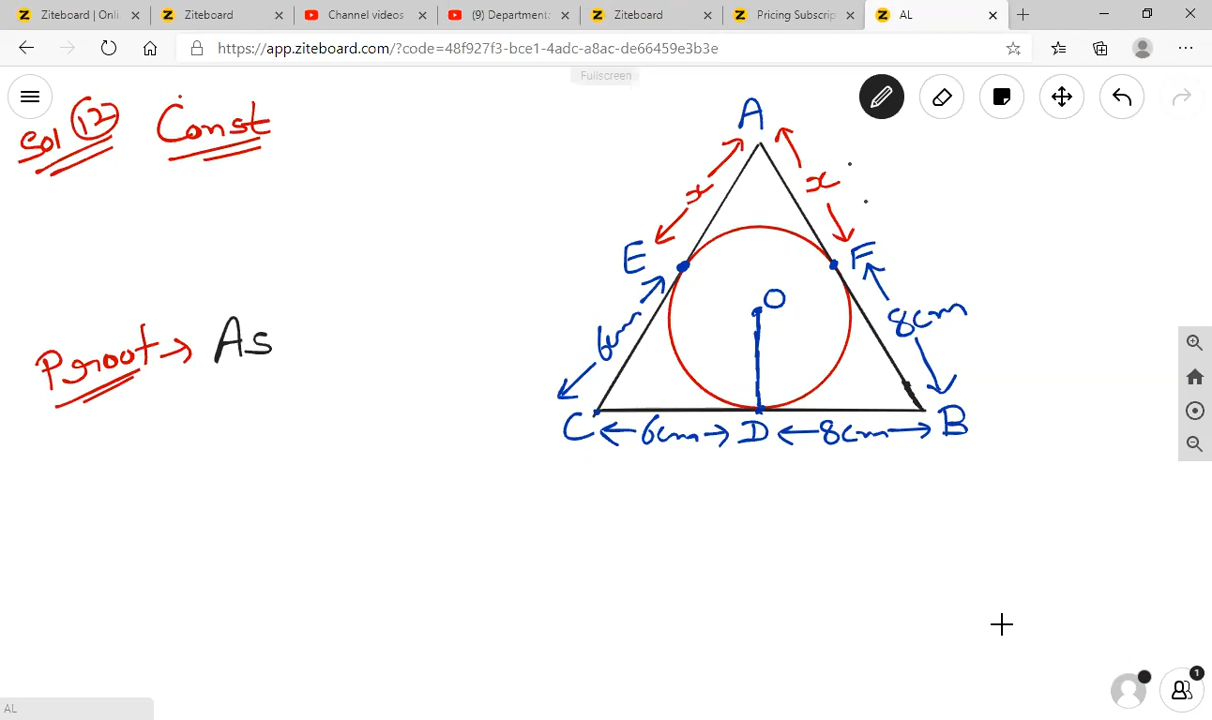 Ziteboard | Onli
Ziteboard
Channel videos
(9) Department
Ziteboard
Pricing Subscrip
AL
https://app.ziteboard.com/?code=48f927f3-bce1-4adc-a8ac-de66459e3b3e
Fullscreen
Sol 12 Const
A
x x
E F
O
6cm 8cm
Proof → As
C 6cm D 8cm B
1
AL